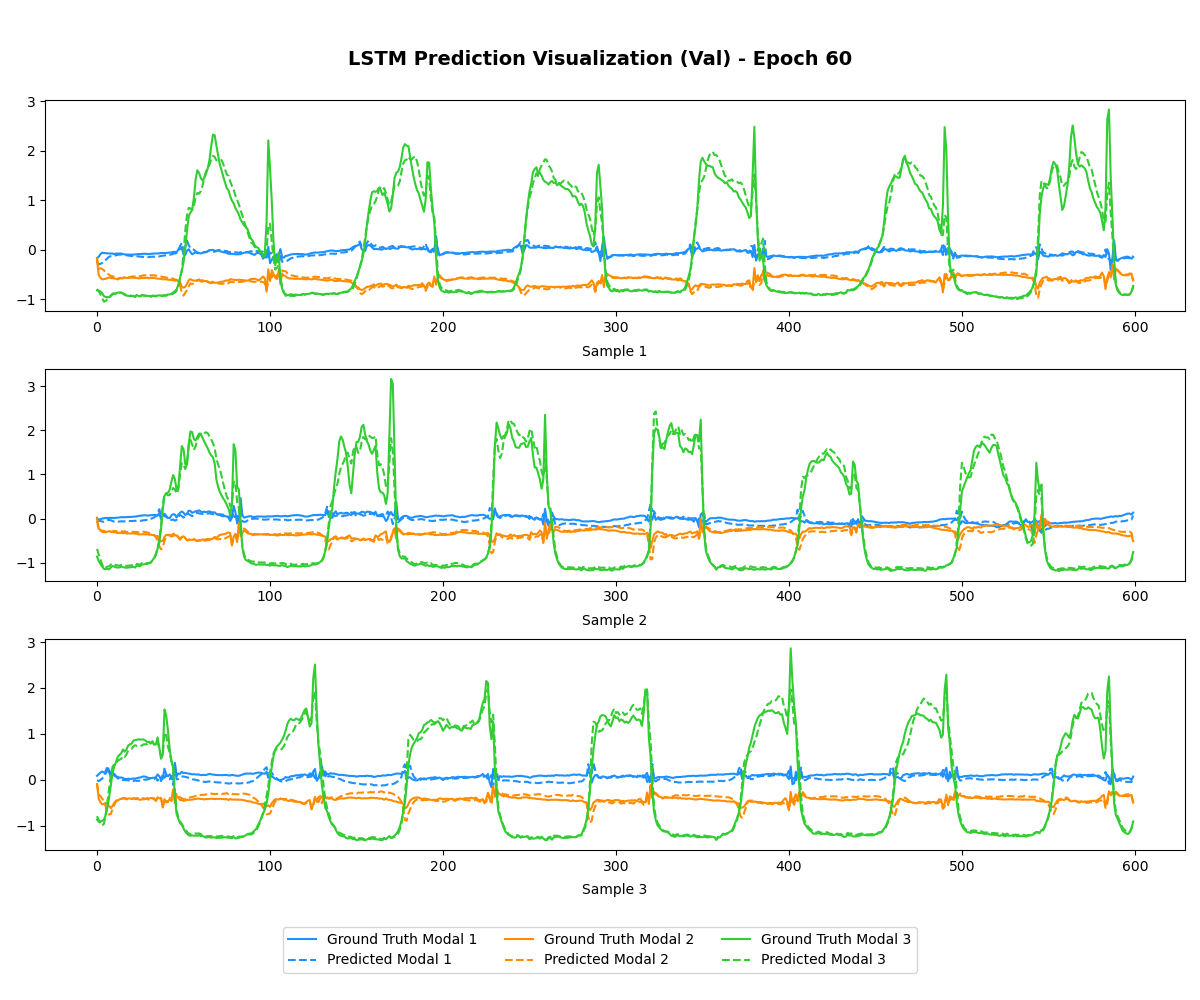 LSTM Prediction Visualization (Val) - Epoch 60
3
2
1
0
−1
0 100 200 300 400 500 600
Sample 1
3
2
1
0
−1
0 100 200 300 400 500 600
Sample 2
3
2
1
0
−1
0 100 200 300 400 500 600
Sample 3
Ground Truth Modal 1 Ground Truth Modal 2 Ground Truth Modal 3
Predicted Modal 1 Predicted Modal 2 Predicted Modal 3